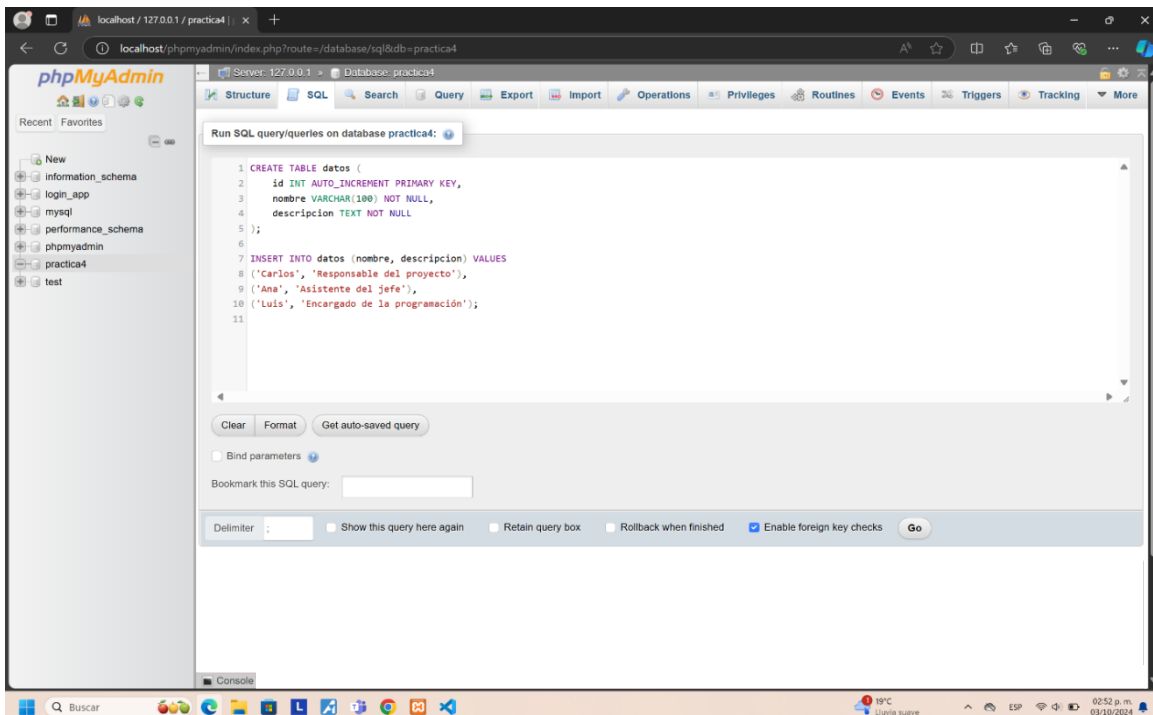 localhost / 127.0.0.1 / practica4 |
localhost/phpmyadmin/index.php?route=/database/sql&db=practica4
phpMyAdmin
Recent Favorites
New
information_schema
login_app
mysql
performance_schema
phpmyadmin
practica4
test
Server: 127.0.0.1 » Database: practica4
Structure SQL Search Query Export Import Operations Privileges Routines Events Triggers Tracking More
Run SQL query/queries on database practica4:
1 CREATE TABLE datos (
2 id INT AUTO_INCREMENT PRIMARY KEY,
3 nombre VARCHAR(100) NOT NULL,
4 descripcion TEXT NOT NULL
5 );
6
7 INSERT INTO datos (nombre, descripcion) VALUES
8 ('Carlos', 'Responsable del proyecto'),
9 ('Ana', 'Asistente del jefe'),
10 ('Luis', 'Encargado de la programación');
11
Clear Format Get auto-saved query
Bind parameters
Bookmark this SQL query:
Delimiter ; Show this query here again Retain query box Rollback when finished Enable foreign key checks Go
Console
Buscar
19°C
Lluvia suave
ESP
02:52 p. m.
03/10/2024